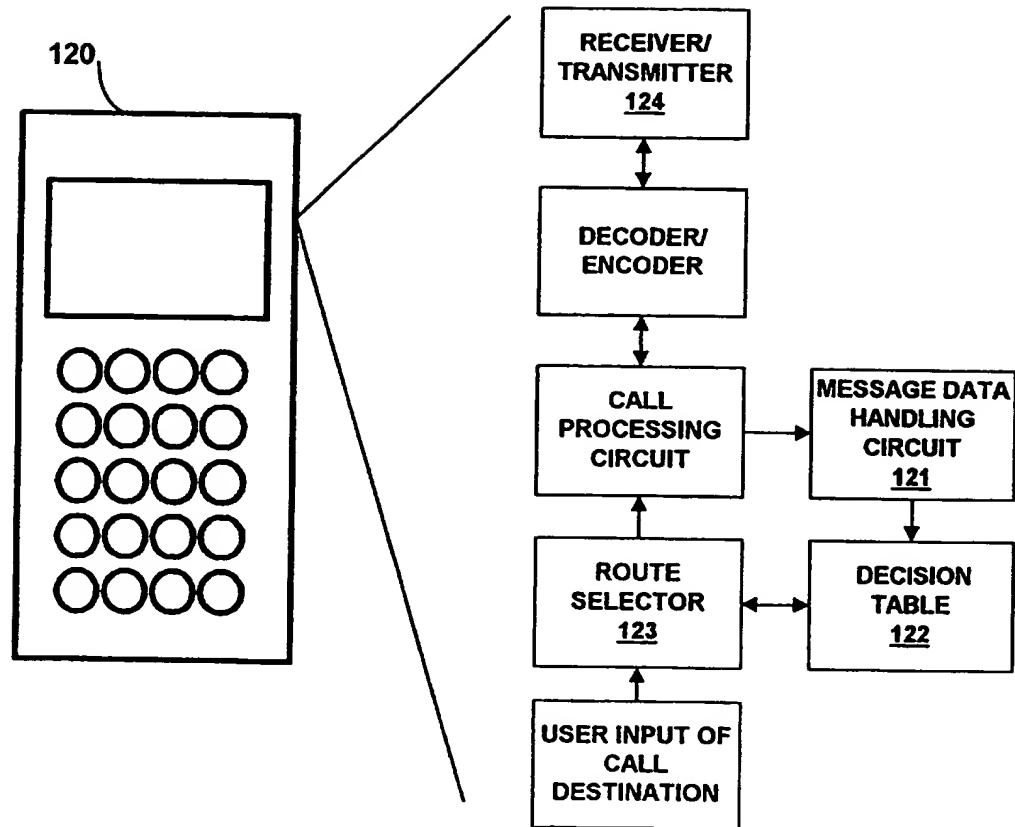 120
RECEIVER/
TRANSMITTER
124
DECODER/
ENCODER
CALL
PROCESSING
CIRCUIT
MESSAGE DATA
HANDLING
CIRCUIT
121
ROUTE
SELECTOR
123
DECISION
TABLE
122
USER INPUT OF
CALL
DESTINATION